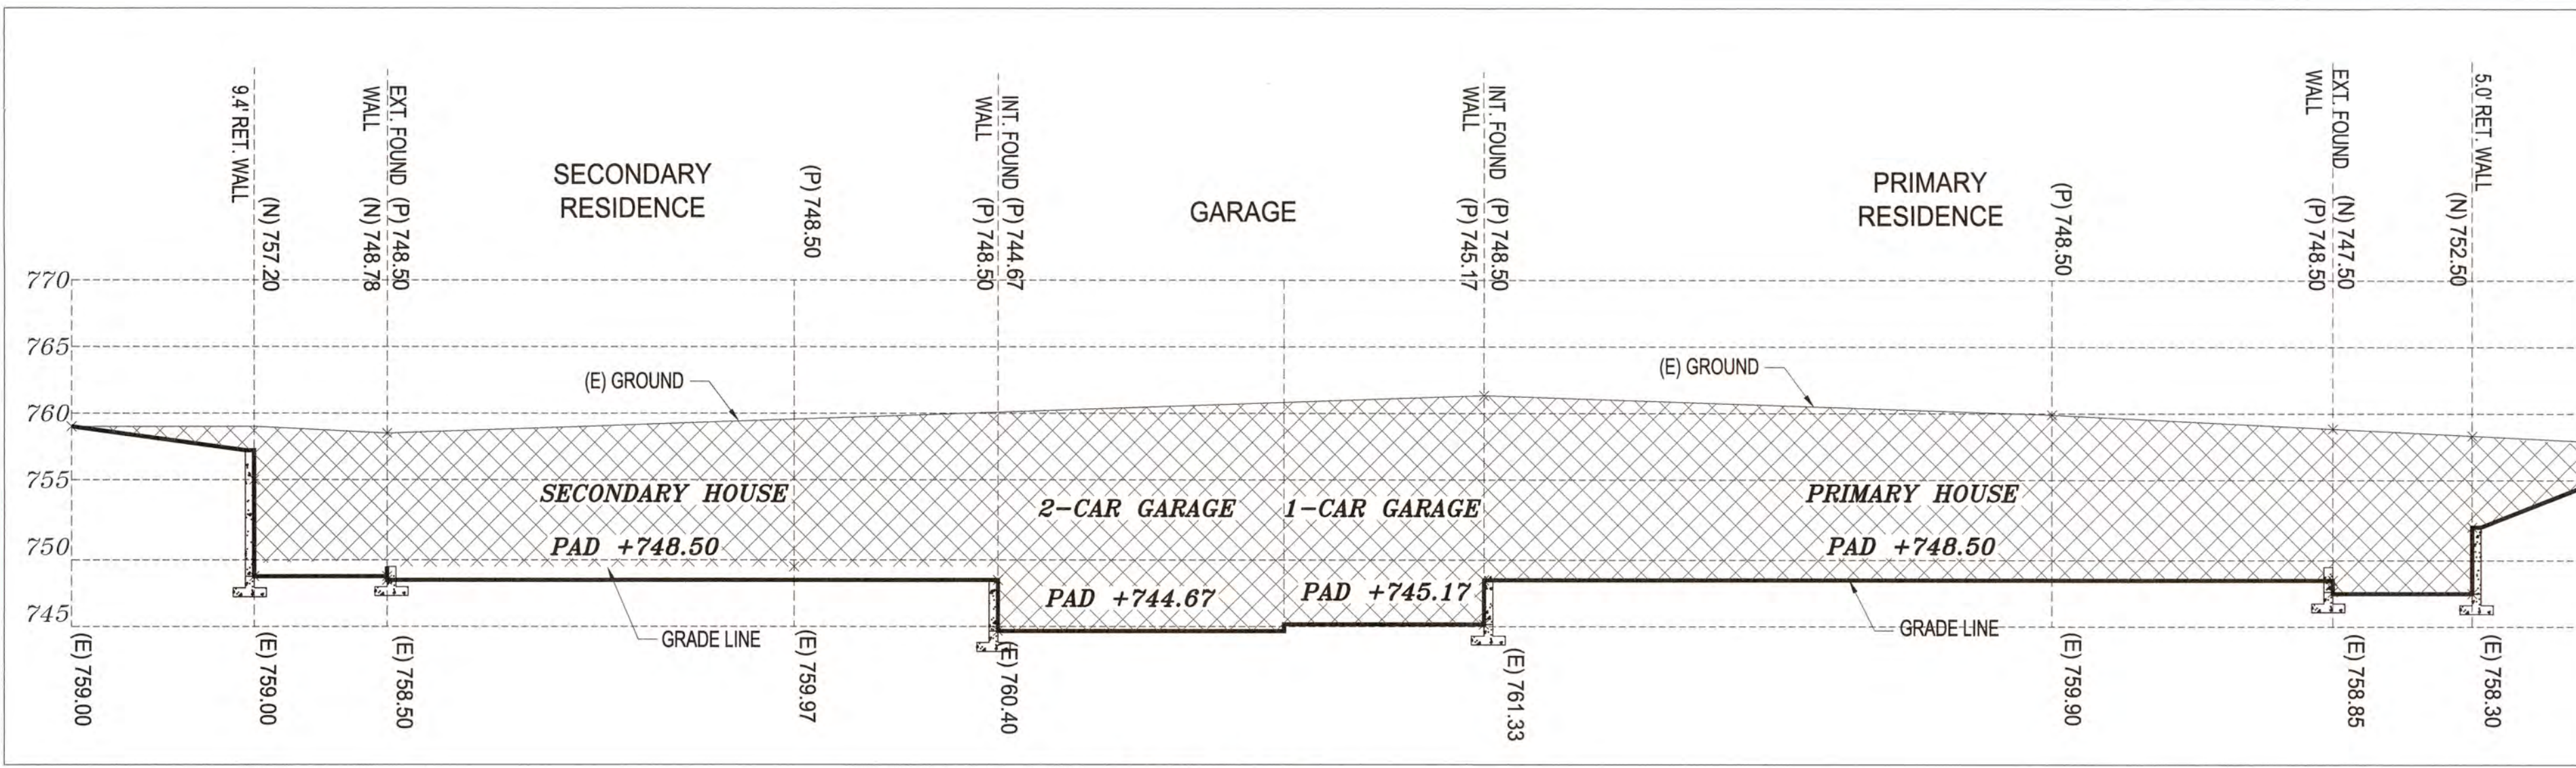 9.4' RET. WALL
(N) 757.20
EXT. FOUND
WALL
(P) 748.50
(N) 748.78
SECONDARY
RESIDENCE
(P) 748.50
INT. FOUND
WALL
(P) 744.67
(P) 748.50
GARAGE
INT. FOUND
WALL
(P) 748.50
(P) 745.17
PRIMARY
RESIDENCE
(P) 748.50
EXT. FOUND
WALL
(N) 747.50
(P) 748.50
5.0' RET. WALL
(N) 752.50
770
765
760
755
750
745
(E) GROUND
(E) GROUND
SECONDARY HOUSE
PAD +748.50
2-CAR GARAGE
PAD +744.67
1-CAR GARAGE
PAD +745.17
PRIMARY HOUSE
PAD +748.50
GRADE LINE
GRADE LINE
(E) 759.00
(E) 759.00
(E) 758.50
(E) 759.97
(E) 760.40
(E) 761.33
(E) 759.90
(E) 758.85
(E) 758.30